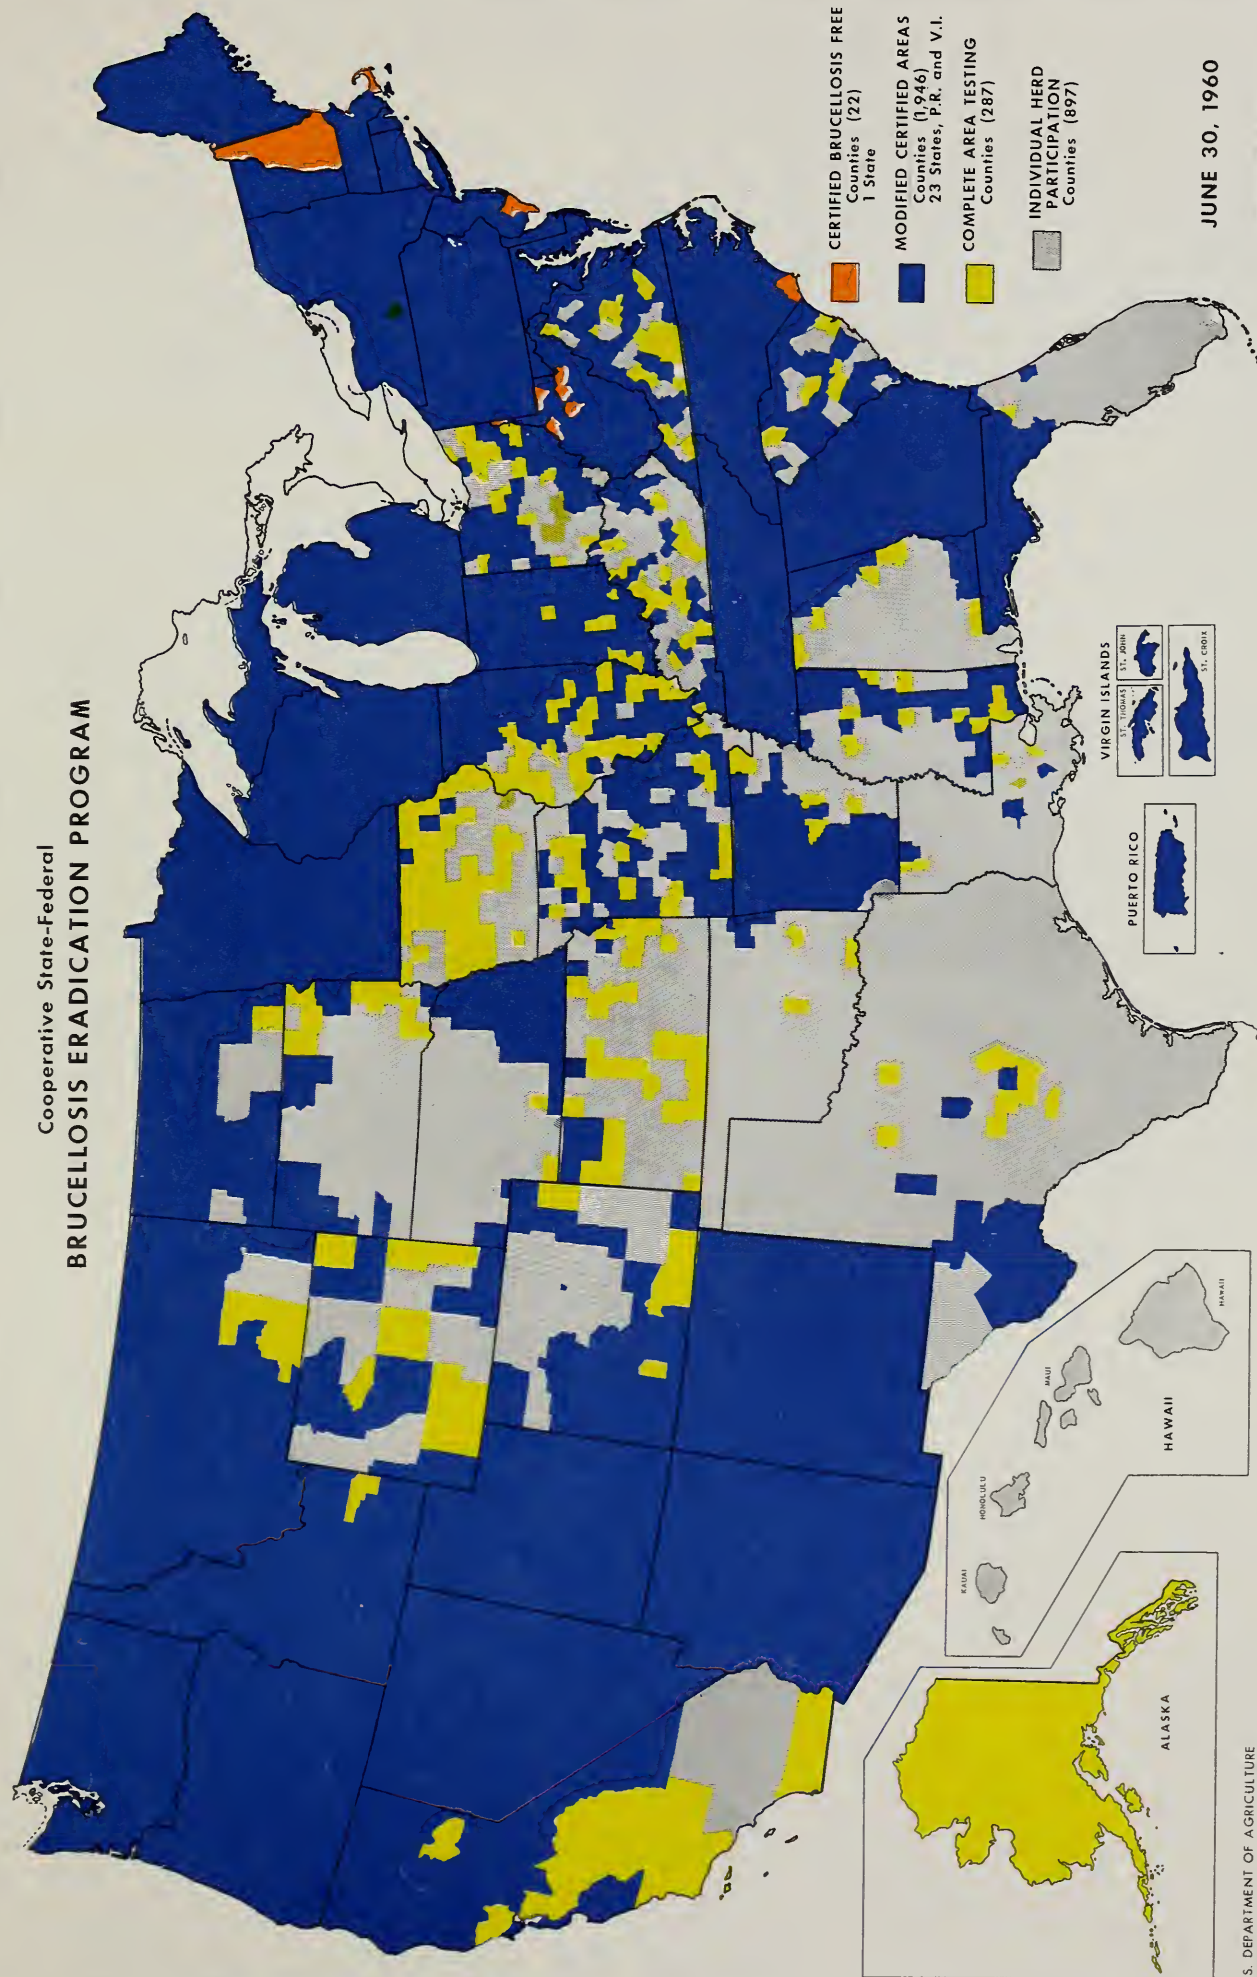 Cooperative State-Federal
BRUCELLOSIS ERADICATION PROGRAM
CERTIFIED BRUCELLOSIS FREE
Counties (22)
1 State
MODIFIED CERTIFIED AREAS
Counties (1,946)
23 States, P.R. and V.I.
COMPLETE AREA TESTING
Counties (287)
INDIVIDUAL HERD
PARTICIPATION
Counties (897)
JUNE 30, 1960
VIRGIN ISLANDS
ST. THOMAS
ST. JOHN
ST. CROIX
PUERTO RICO
KAUAI
HONOLULU
MAUI
HAWAII
HAWAII
ALASKA
S. DEPARTMENT OF AGRICULTURE